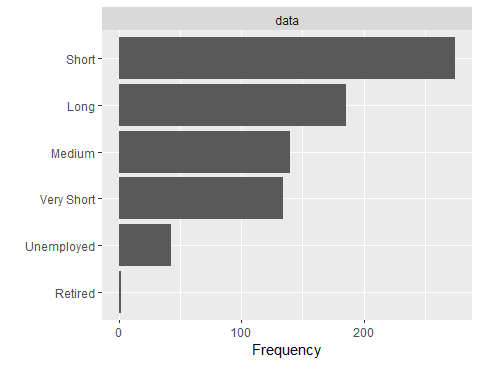 data
Short
Long
Medium
Very Short
Unemployed
Retired
0 100 200
Frequency